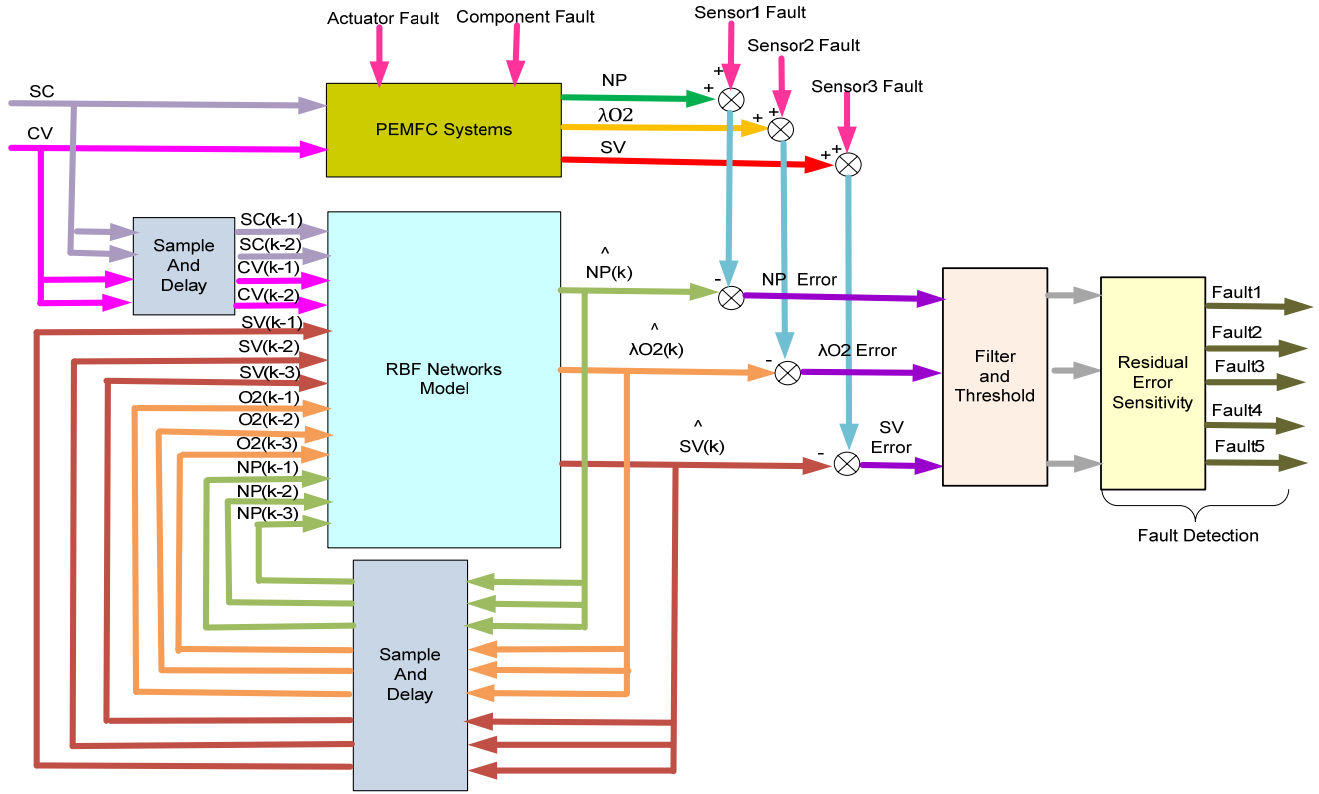 Actuator Fault
Component Fault
Sensor1 Fault
Sensor2 Fault
Sensor3 Fault
SC
CV
PEMFC Systems
NP
λO2
SV
+
+
+
+
+
+
Sample
And
Delay
SC(k-1)
SC(k-2)
CV(k-1)
CV(k-2)
SV(k-1)
SV(k-2)
SV(k-3)
O2(k-1)
O2(k-2)
O2(k-3)
NP(k-1)
NP(k-2)
NP(k-3)
RBF Networks
Model
^
NP(k)
^
λO2(k)
^
SV(k)
-
-
-
NP Error
λO2 Error
SV
Error
Filter
and
Threshold
Residual
Error
Sensitivity
Fault1
Fault2
Fault3
Fault4
Fault5
Fault Detection
Sample
And
Delay